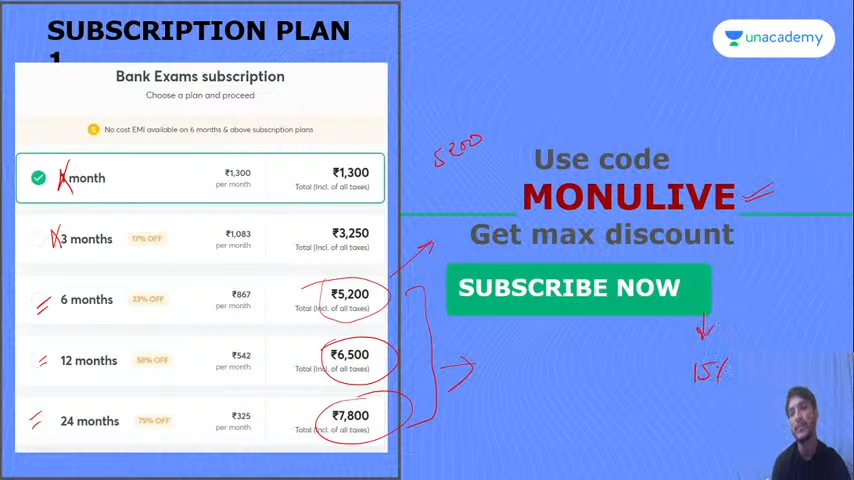 SUBSCRIPTION PLAN
1
Bank Exams subscription
Choose a plan and proceed
No cost EMI available on 6 months & above subscription plans
month ₹1,300 per month ₹1,300 Total (Incl. of all taxes)
3 months 17% OFF ₹1,083 per month ₹3,250 Total (Incl. of all taxes)
6 months 33% OFF ₹867 per month ₹5,200 Total (Incl. of all taxes)
12 months 58% OFF ₹542 per month ₹6,500 Total (Incl. of all taxes)
24 months 75% OFF ₹325 per month ₹7,800 Total (Incl. of all taxes)
unacademy
5200
Use code
MONULIVE
Get max discount
SUBSCRIBE NOW
15%